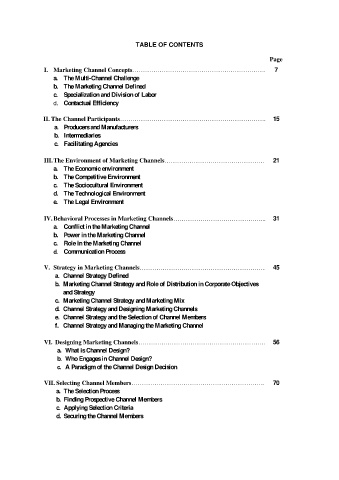 TABLE OF CONTENTS
Page
I. Marketing Channel Concepts…………………………………………………………. 7
a. The Multi-Channel Challenge
b. The Marketing Channel Defined
c. Specialization and Division of Labor
d. Contactual Efficiency
II. The Channel Participants………………………………………………………………. 15
a. Producers and Manufacturers
b. Intermediaries
c. Facilitating Agencies
III. The Environment of Marketing Channels…………………………………………… 21
a. The Economic environment
b. The Competitive Environment
c. The Sociocultural Environment
d. The Technological Environment
e. The Legal Environment
IV. Behavioral Processes in Marketing Channels……………………………………….. 31
a. Conflict in the Marketing Channel
b. Power in the Marketing Channel
c. Role in the Marketing Channel
d. Communication Process
V. Strategy in Marketing Channels……………………………………………………… 45
a. Channel Strategy Defined
b. Marketing Channel Strategy and Role of Distribution in Corporate Objectives
and Strategy
c. Marketing Channel Strategy and Marketing Mix
d. Channel Strategy and Designing Marketing Channels
e. Channel Strategy and the Selection of Channel Members
f. Channel Strategy and Managing the Marketing Channel
VI. Designing Marketing Channels……………………………………………………… 56
a. What is Channel Design?
b. Who Engages in Channel Design?
c. A Paradigm of the Channel Design Decision
VII. Selecting Channel Members………………………………………………………… 70
a. The Selection Process
b. Finding Prospective Channel Members
c. Applying Selection Criteria
d. Securing the Channel Members